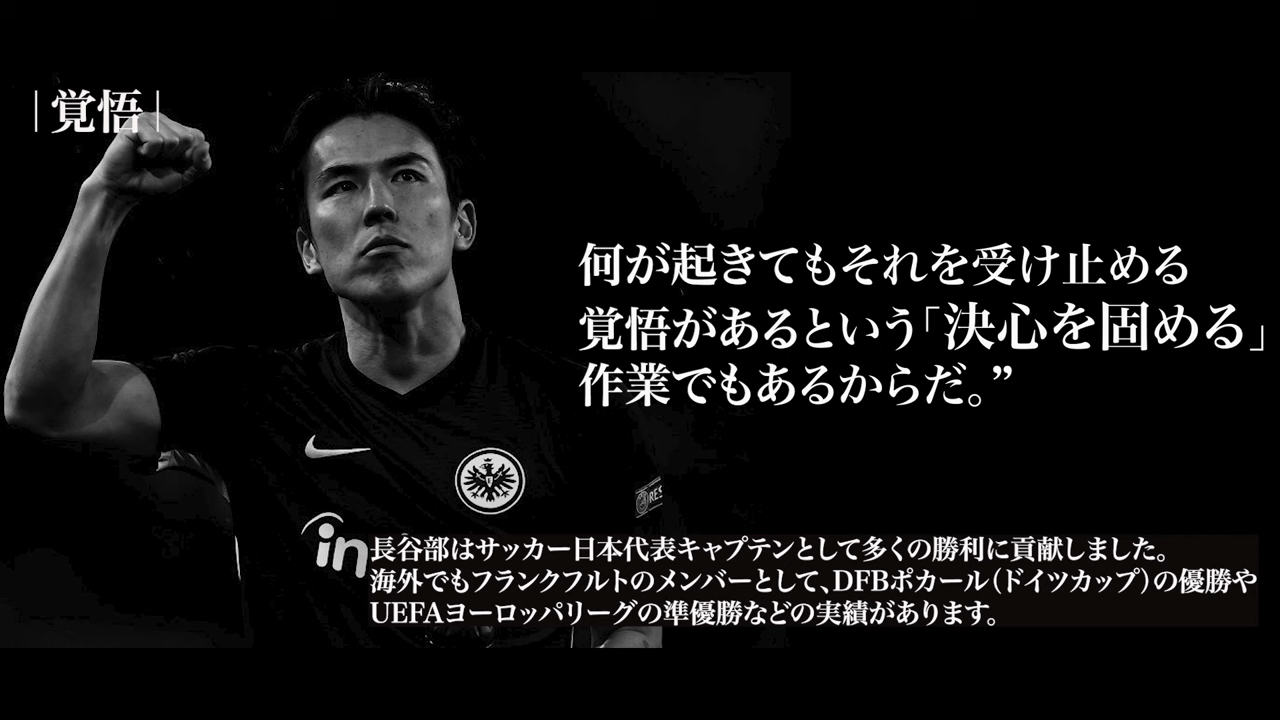 |覚悟|
何が起きてもそれを受け止める
覚悟があるという「決心を固める」
作業でもあるからだ。”
RES
in
長谷部はサッカー日本代表キャプテンとして多くの勝利に貢献しました。
海外でもフランクフルトのメンバーとして、DFBポカール(ドイツカップ)の優勝や
UEFAヨーロッパリーグの準優勝などの実績があります。